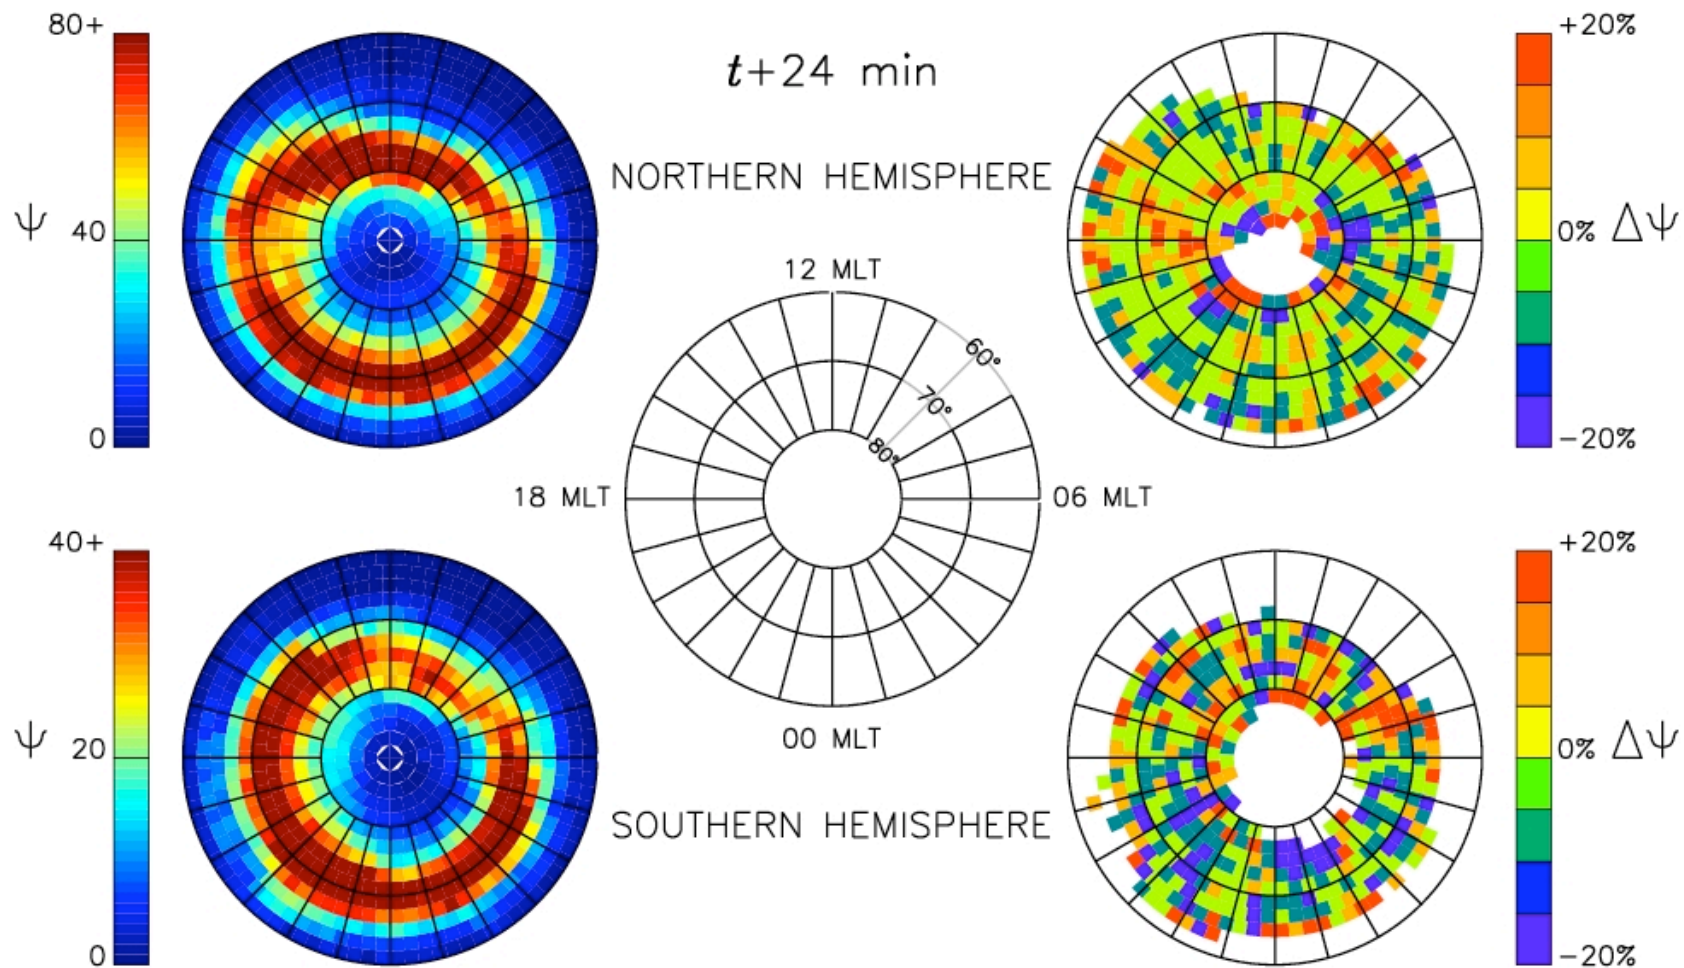 80+
ψ 40
0
t+24 min
NORTHERN HEMISPHERE
+20%
0% Δψ
−20%
12 MLT
60°
70°
80°
18 MLT
06 MLT
00 MLT
40+
ψ 20
0
SOUTHERN HEMISPHERE
+20%
0% Δψ
−20%